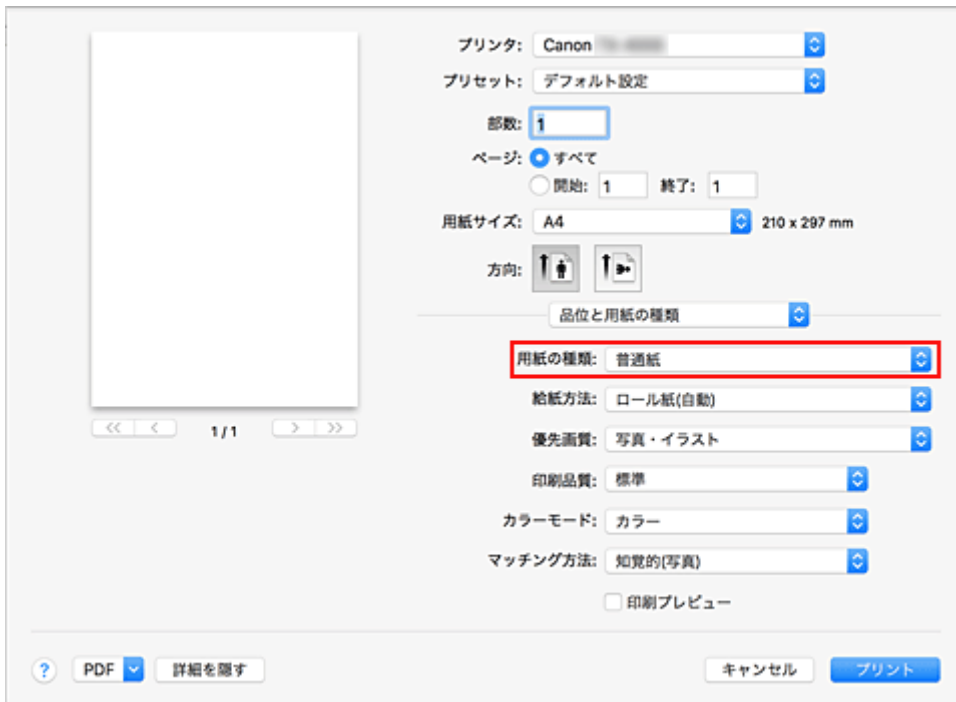 プリンタ: Canon
プリセット: デフォルト設定
部数: 1
ページ: すべて
開始: 1 終了: 1
用紙サイズ: A4 210 x 297 mm
方向:
品位と用紙の種類
用紙の種類: 普通紙
給紙方法: ロール紙(自動)
<< < 1 / 1 > >>
優先画質: 写真・イラスト
印刷品質: 標準
カラーモード: カラー
マッチング方法: 知覚的(写真)
印刷プレビュー
? PDF 詳細を隠す キャンセル プリント